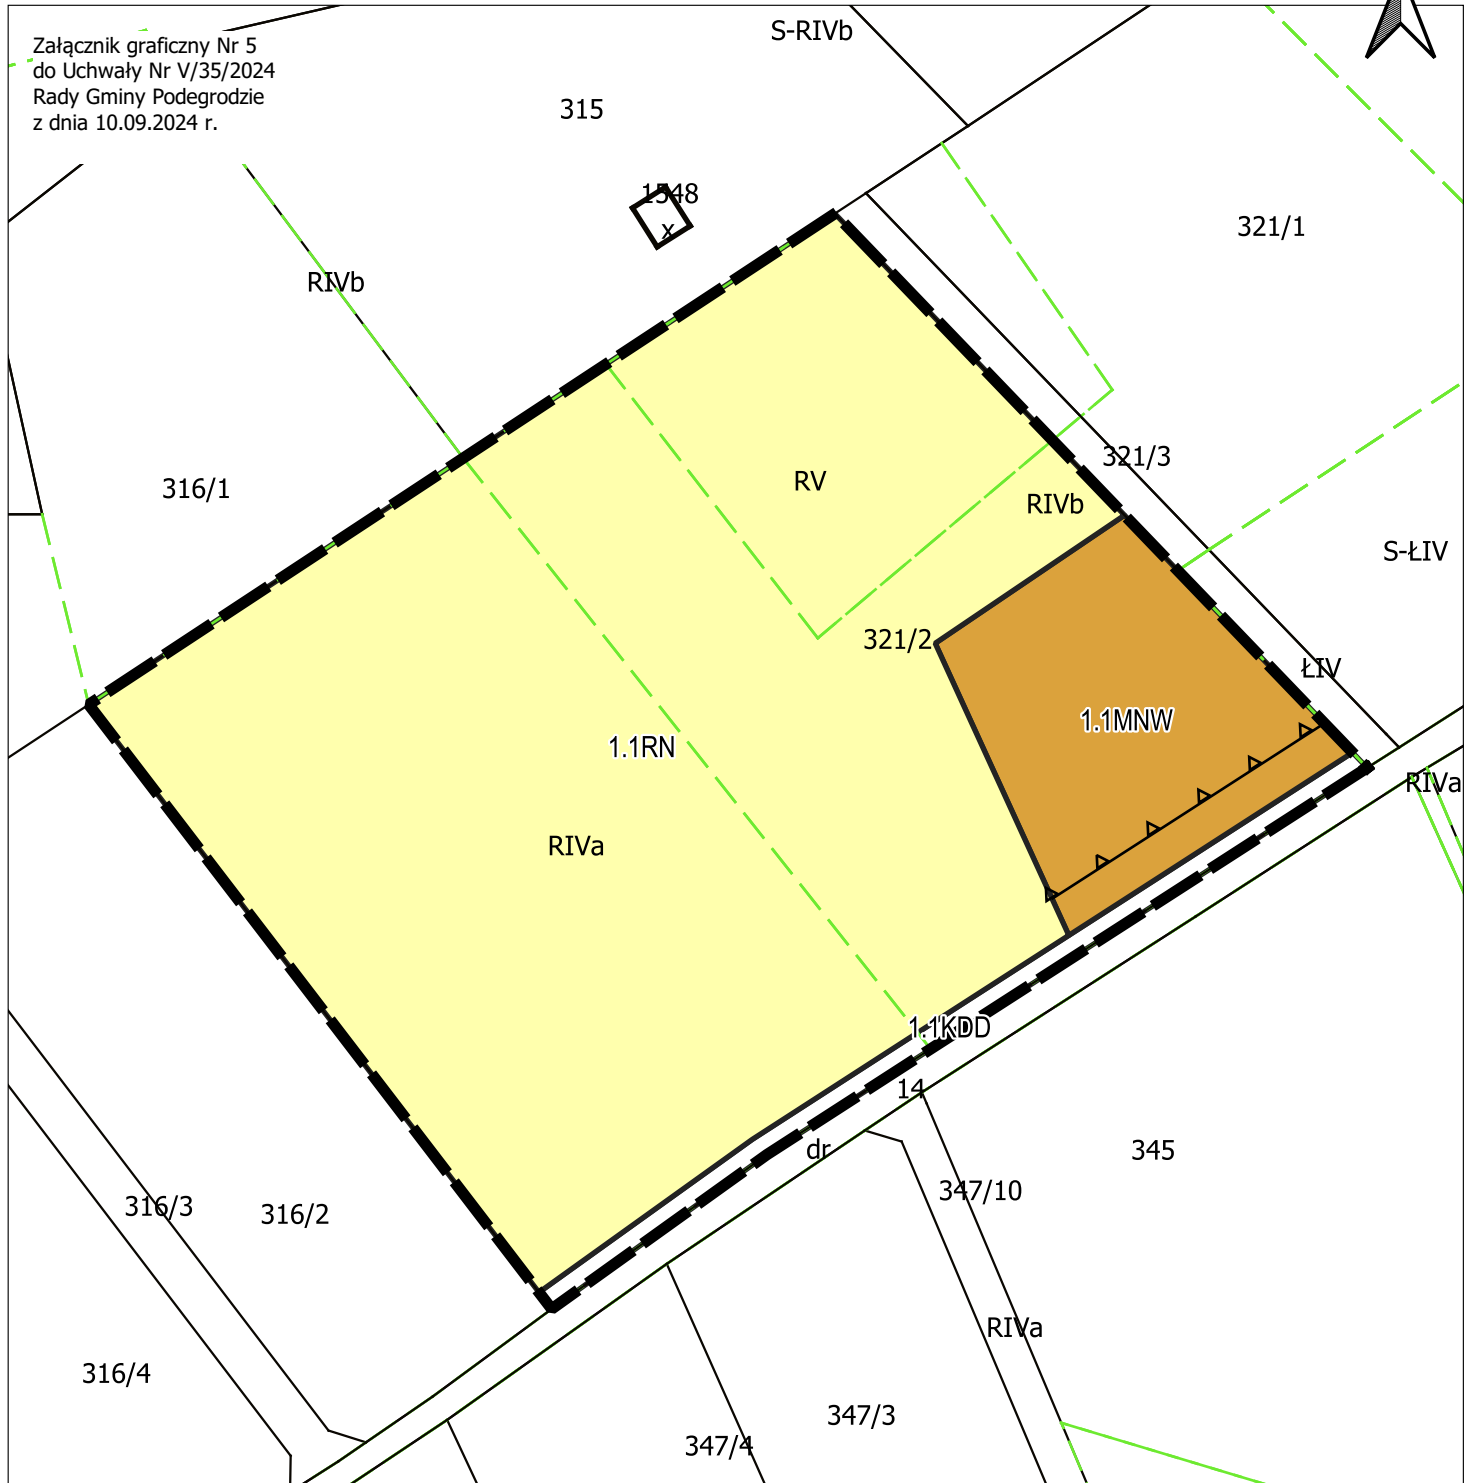 Załącznik graficzny Nr 5
do Uchwały Nr V/35/2024
Rady Gminy Podegrodzie
z dnia 10.09.2024 r.
S-RIVb
315
1548
x
321/1
RIVb
321/3
RV
316/1
RIVb
S-ŁIV
321/2
ŁIV
1.1MNW
1.1RN
RIVa
RIVa
1.1KDD
14
dr
345
347/10
316/3
316/2
RIVa
316/4
347/3
347/4